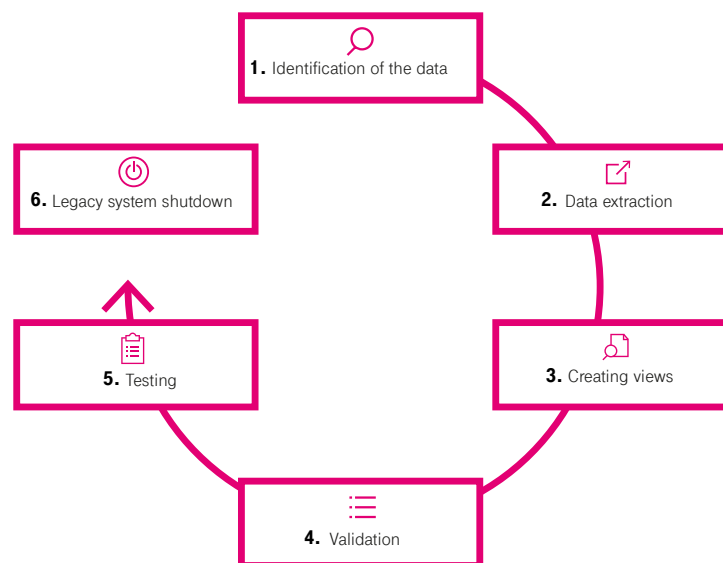 1. Identification of the data
2. Data extraction
3. Creating views
4. Validation
5. Testing
6. Legacy system shutdown